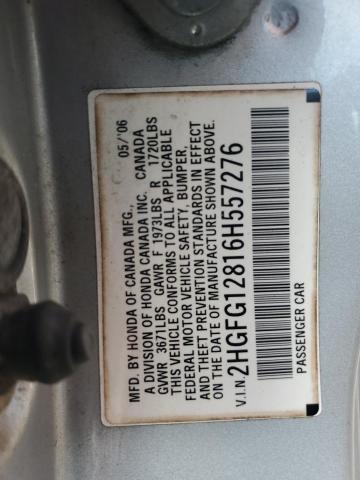 MFD. BY HONDA OF CANADA MFG., 05/'06
A DIVISION OF HONDA CANADA INC. CANADA
GVWR 3671LBS GAWR F 1973LBS R 1720LBS
THIS VEHICLE CONFORMS TO ALL APPLICABLE
FEDERAL MOTOR VEHICLE SAFETY, BUMPER,
AND THEFT PREVENTION STANDARDS IN EFFECT
ON THE DATE OF MANUFACTURE SHOWN ABOVE.
V.I.N. 2HGFG12816H557276
PASSENGER CAR